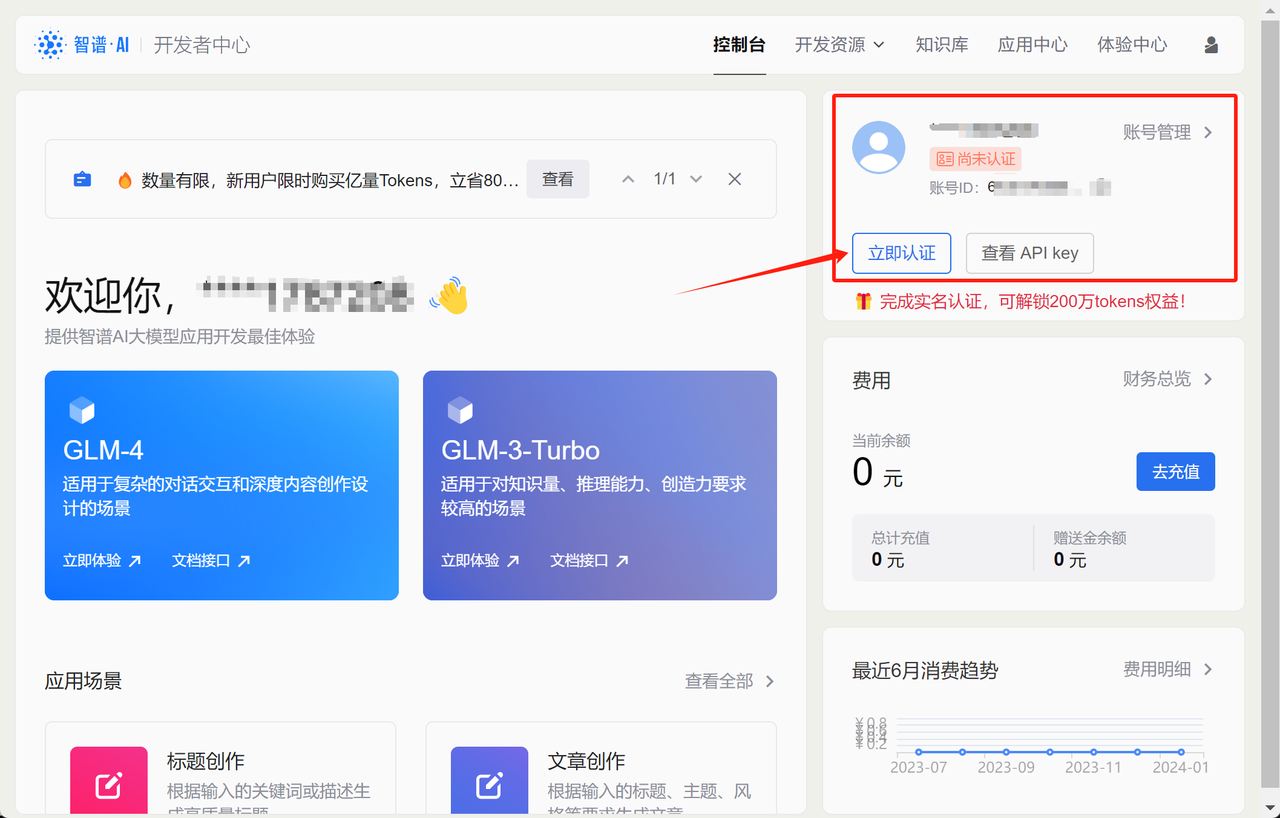 智谱·AI 开发者中心 控制台 开发资源 知识库 应用中心 体验中心
数量有限，新用户限时购买亿量Tokens，立省80... 查看 1/1
欢迎你，
提供智谱AI大模型应用开发最佳体验
GLM-4
适用于复杂的对话交互和深度内容创作设
计的场景
立即体验 文档接口
GLM-3-Turbo
适用于对知识量、推理能力、创造力要求
较高的场景
立即体验 文档接口
应用场景 查看全部
标题创作
根据输入的关键词或描述生
成高质量标题
文章创作
根据输入的标题、主题、风
格等要求生成文章
账号管理
尚未认证
账号ID：6
立即认证 查看 API key
完成实名认证，可解锁200万tokens权益！
费用 财务总览
当前余额
0 元 去充值
总计充值 赠送金余额
0 元 0 元
最近6月消费趋势 费用明细
¥0.8
¥0.6
¥0.4
¥0.2
2023-07 2023-09 2023-11 2024-01